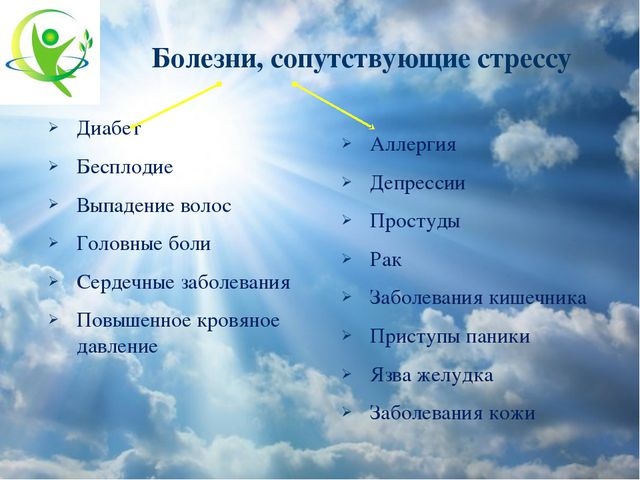 Болезни, сопутствующие стрессу
Диабет
Бесплодие
Выпадение волос
Головные боли
Сердечные заболевания
Повышенное кровяное
давление
Аллергия
Депрессии
Простуды
Рак
Заболевания кишечника
Приступы паники
Язва желудка
Заболевания кожи